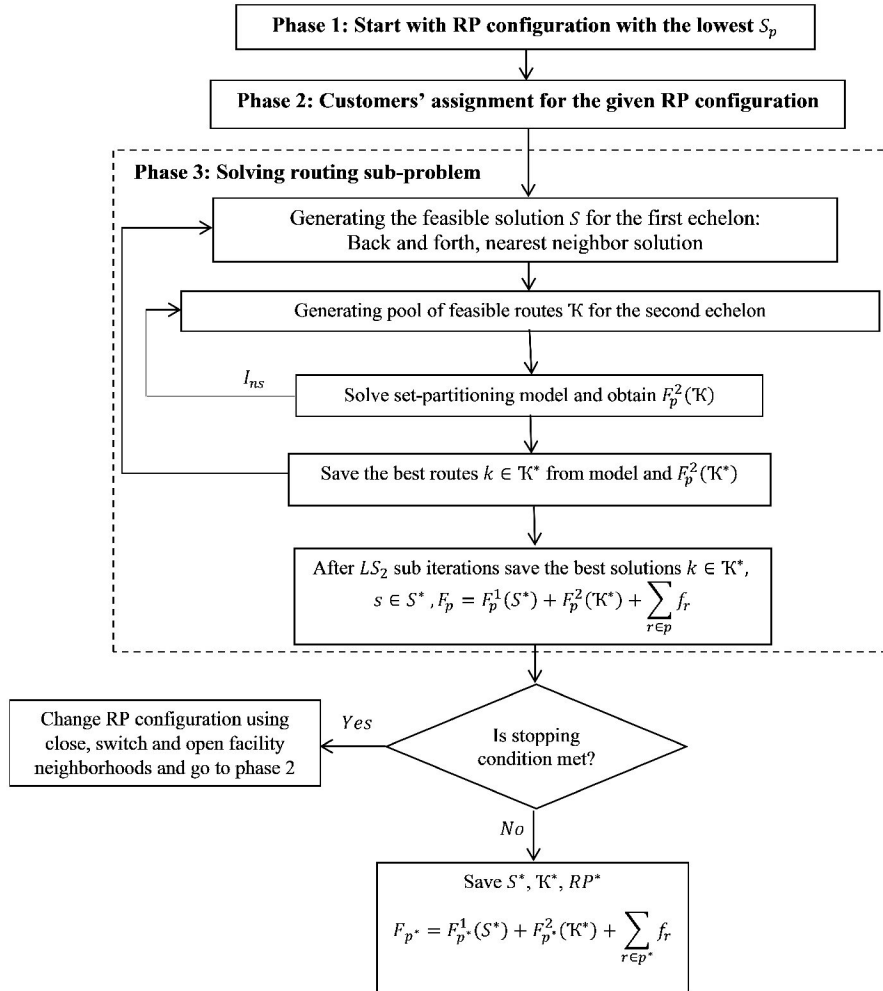 Phase 1: Start with RP configuration with the lowest Sₚ
Phase 2: Customers' assignment for the given RP configuration
Phase 3: Solving routing sub-problem
Generating the feasible solution S for the first echelon:
Back and forth, nearest neighbor solution
Generating pool of feasible routes Ҡ for the second echelon
I_{ns}
Solve set-partitioning model and obtain F_p^2(Ҡ)
Save the best routes k ∈ Ҡ* from model and F_p^2(Ҡ*)
After LS₂ sub iterations save the best solutions k ∈ Ҡ*,
s ∈ S* , F_p = F_p^1(S*) + F_p^2(Ҡ*) + ∑_{r∈p} f_r
Change RP configuration using
close, switch and open facility
neighborhoods and go to phase 2
Yes
Is stopping
condition met?
No
Save S*, Ҡ*, RP*
F_{p*} = F_{p*}^1(S*) + F_{p*}^2(Ҡ*) + ∑_{r∈p*} f_r